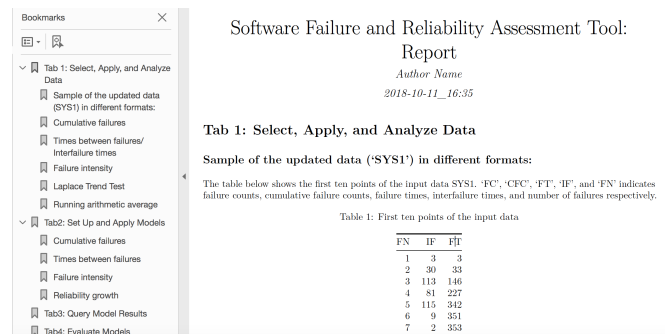 Bookmarks
Tab 1: Select, Apply, and Analyze
Data
Sample of the updated data
(SYS1) in different formats:
Cumulative failures
Times between failures/
Interfailure times
Failure intensity
Laplace Trend Test
Running arithmetic average
Tab2: Set Up and Apply Models
Cumulative failures
Times between failures
Failure intensity
Reliability growth
Tab3: Query Model Results
Tab4: Evaluate Models
Software Failure and Reliability Assessment Tool:
Report
Author Name
2018-10-11_16:35
Tab 1: Select, Apply, and Analyze Data
Sample of the updated data (‘SYS1’) in different formats:
The table below shows the first ten points of the input data SYS1. ‘FC’, ‘CFC’, ‘FT’, ‘IF’, and ‘FN’ indicates
failure counts, cumulative failure counts, failure times, interfailure times, and number of failures respectively.
Table 1: First ten points of the input data
FN IF FT
1 3 3
2 30 33
3 113 146
4 81 227
5 115 342
6 9 351
7 2 353